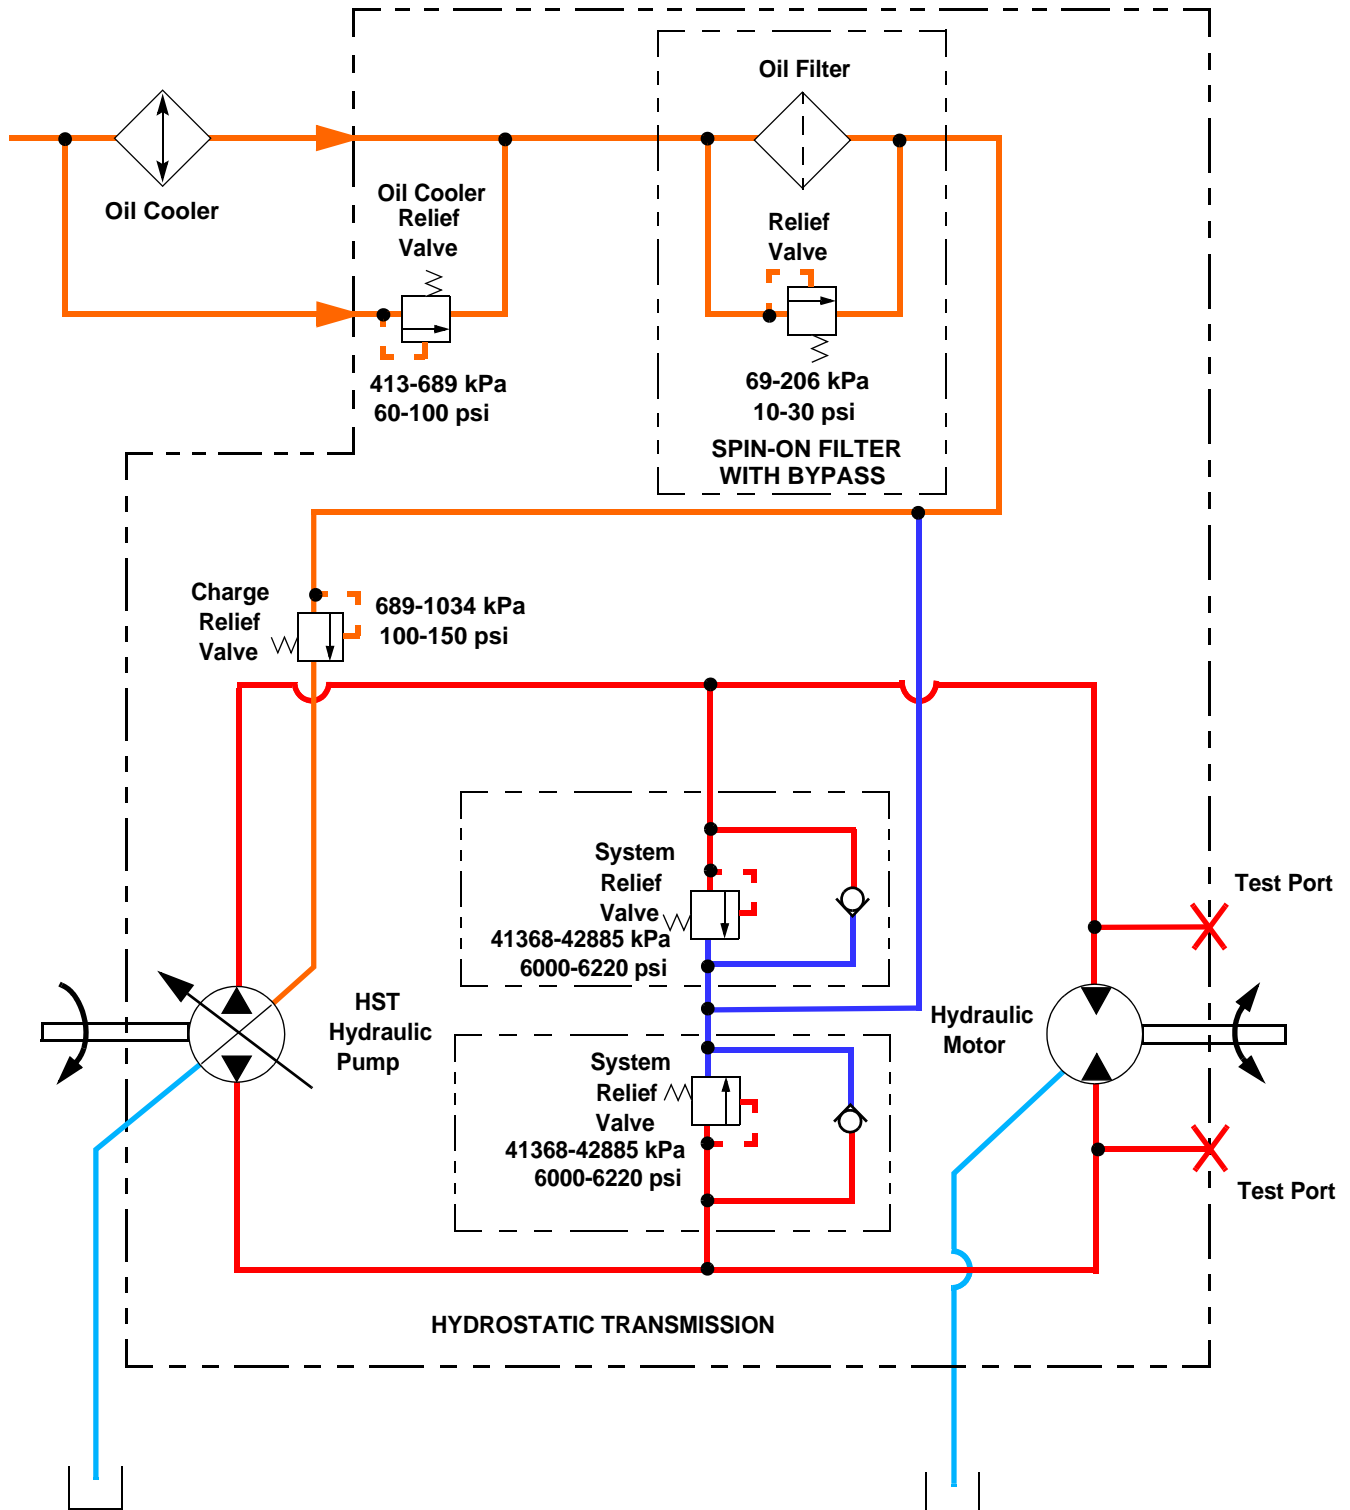 Oil Filter
Oil Cooler
Oil Cooler
Relief
Valve
Relief
Valve
413-689 kPa
60-100 psi
69-206 kPa
10-30 psi
SPIN-ON FILTER
WITH BYPASS
Charge
Relief
Valve
689-1034 kPa
100-150 psi
System
Relief
Valve
41368-42885 kPa
6000-6220 psi
Test Port
HST
Hydraulic
Pump
Hydraulic
Motor
System
Relief
Valve
41368-42885 kPa
6000-6220 psi
Test Port
HYDROSTATIC TRANSMISSION